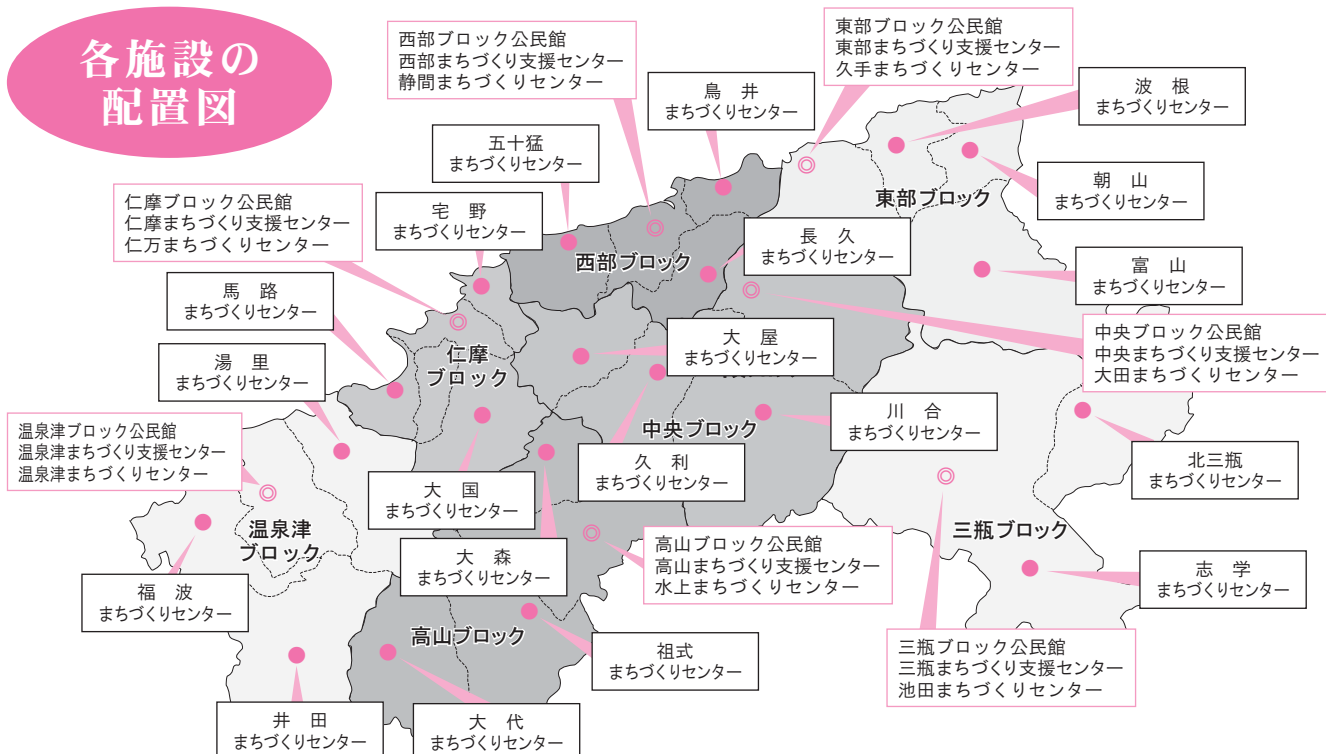 各施設の
配置図
西部ブロック公民館
西部まちづくり支援センター
静間まちづくりセンター
東部ブロック公民館
東部まちづくり支援センター
久手まちづくりセンター
鳥　井
まちづくりセンター
波　根
まちづくりセンター
五十猛
まちづくりセンター
朝　山
まちづくりセンター
仁摩ブロック公民館
仁摩まちづくり支援センター
仁万まちづくりセンター
宅　野
まちづくりセンター
東部ブロック
長　久
まちづくりセンター
西部ブロック
富　山
まちづくりセンター
馬　路
まちづくりセンター
中央ブロック公民館
中央まちづくり支援センター
大田まちづくりセンター
大　屋
まちづくりセンター
仁摩
ブロック
湯　里
まちづくりセンター
川　合
まちづくりセンター
中央ブロック
温泉津ブロック公民館
温泉津まちづくり支援センター
温泉津まちづくりセンター
久　利
まちづくりセンター
北三瓶
まちづくりセンター
大　国
まちづくりセンター
温泉津
ブロック
三瓶ブロック
高山ブロック公民館
高山まちづくり支援センター
水上まちづくりセンター
大　森
まちづくりセンター
志　学
まちづくりセンター
福　波
まちづくりセンター
高山ブロック
祖式
まちづくりセンター
三瓶ブロック公民館
三瓶まちづくり支援センター
池田まちづくりセンター
井　田
まちづくりセンター
大　代
まちづくりセンター